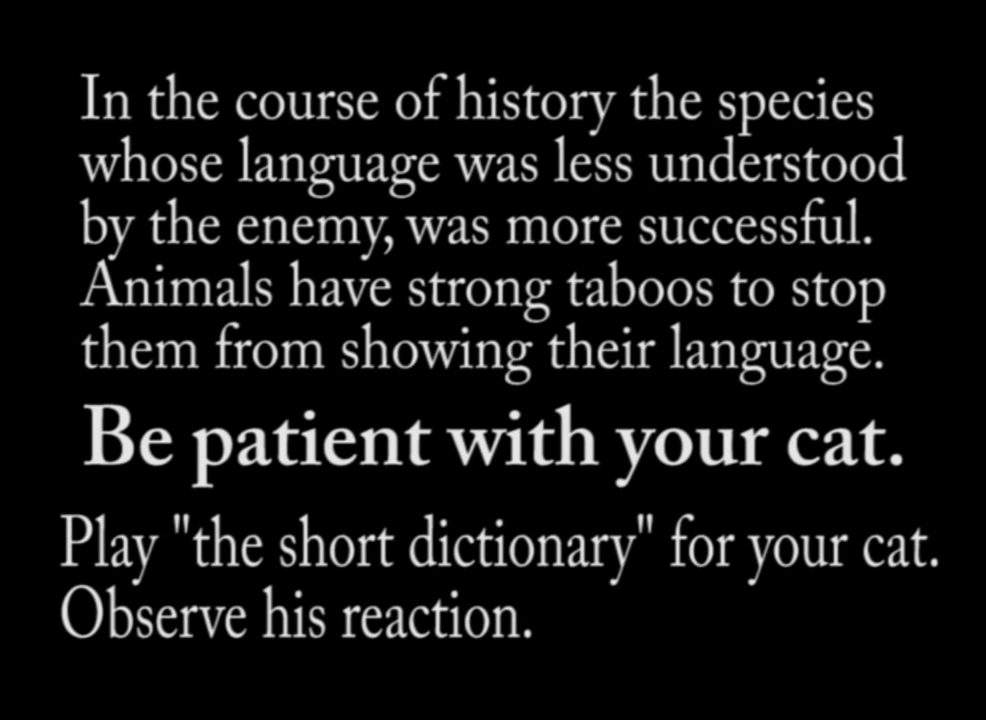 In the course of history the species
whose language was less understood
by the enemy, was more successful.
Animals have strong taboos to stop
them from showing their language.
Be patient with your cat.
Play "the short dictionary" for your cat.
Observe his reaction.